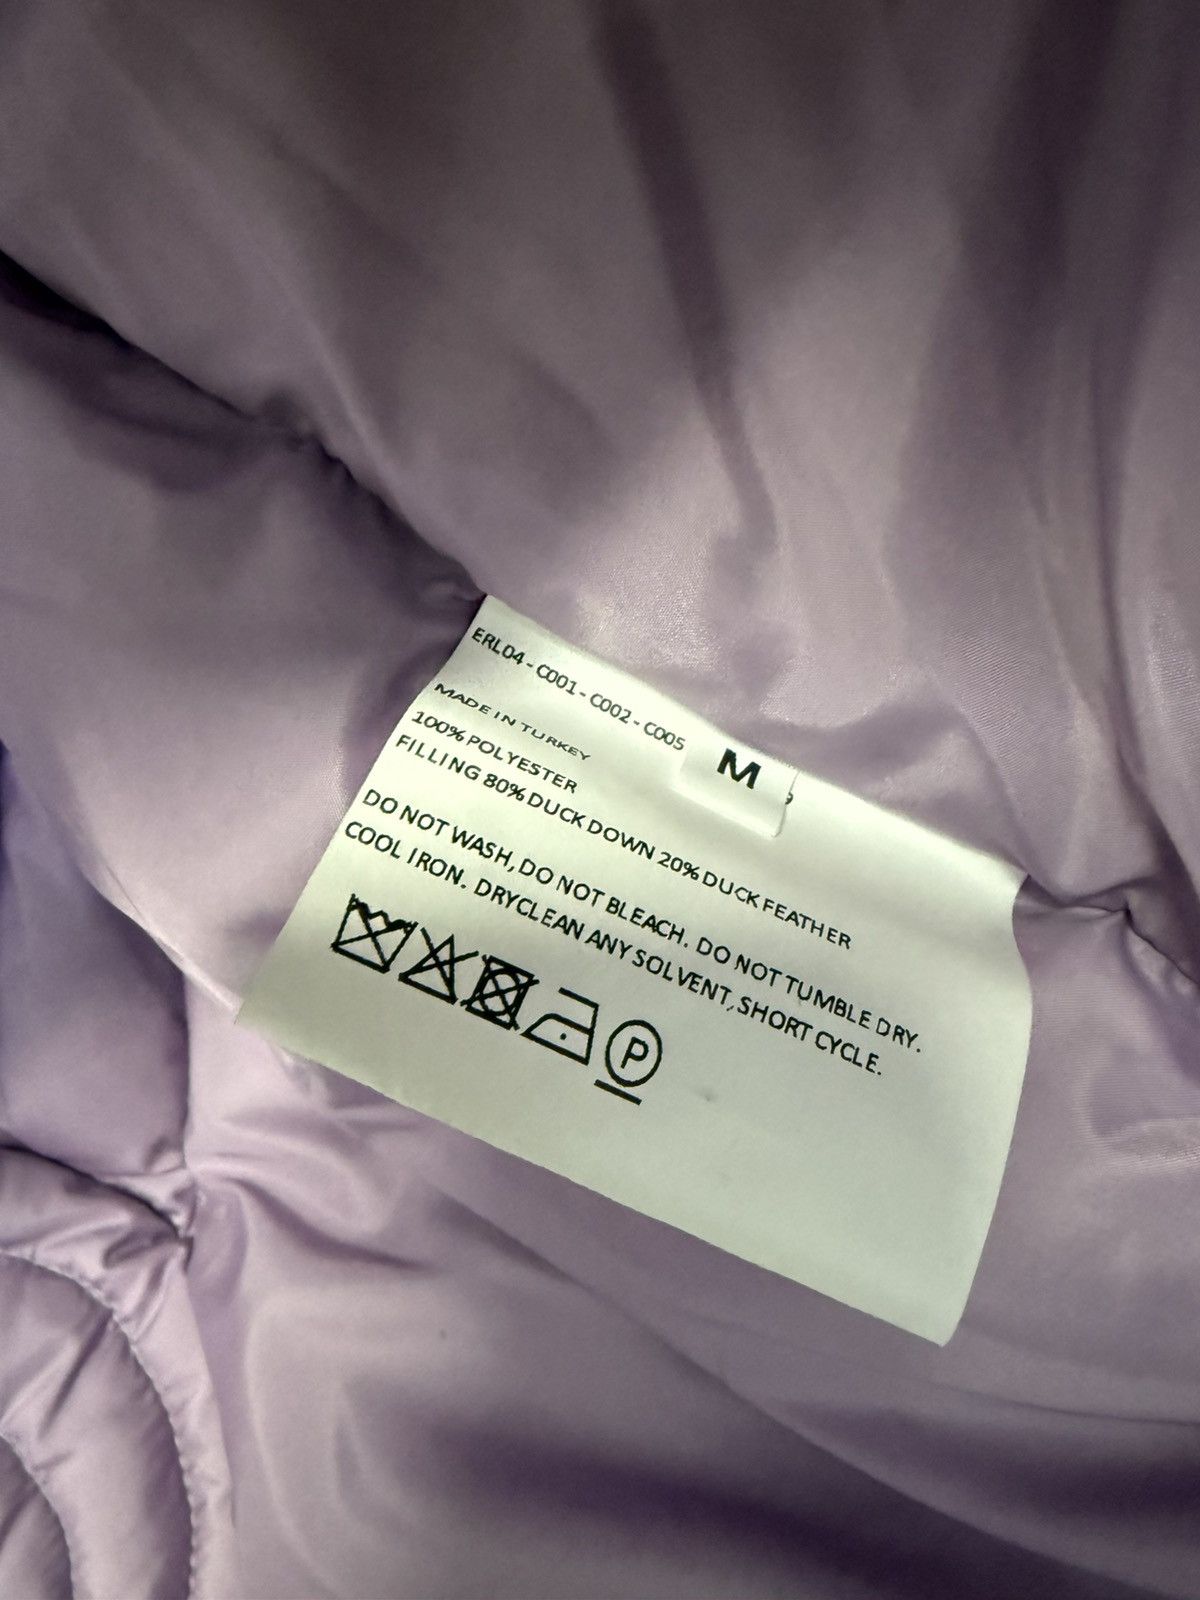 ERL04 - C001 - C002 - C005
M
MADE IN TURKEY
100% POLYESTER
FILLING 80% DUCK DOWN 20% DUCK FEATHER
DO NOT WASH, DO NOT BLEACH. DO NOT TUMBLE DRY.
COOL IRON. DRYCLEAN ANY SOLVENT, SHORT CYCLE.
P